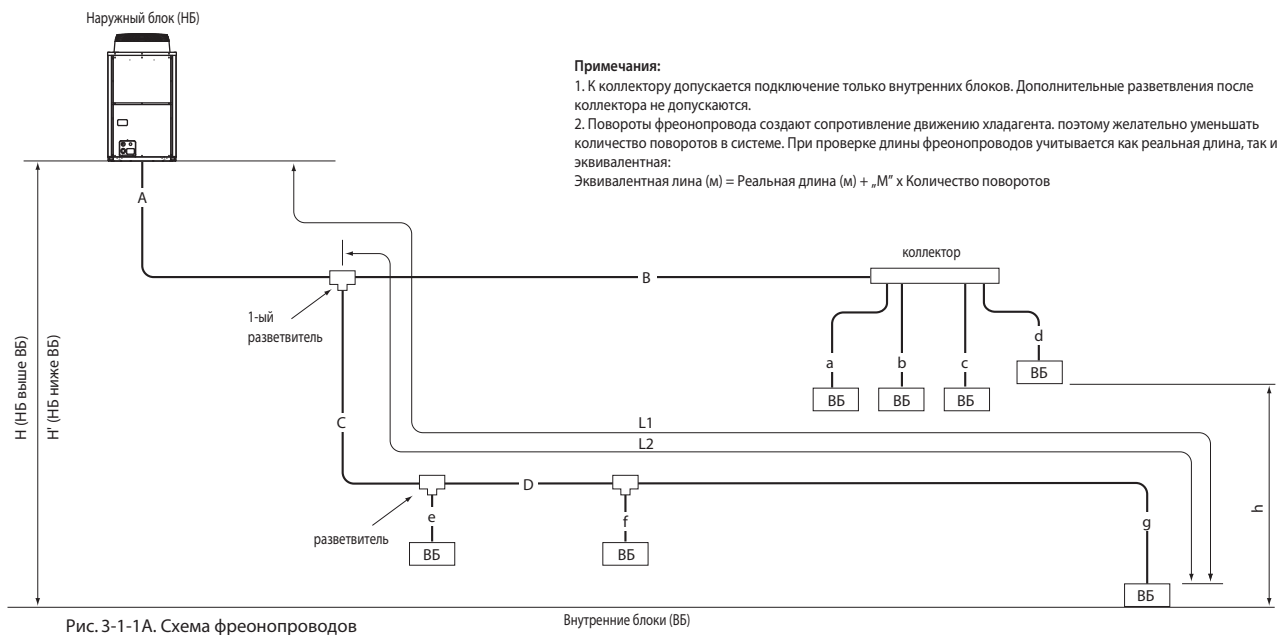 Наружный блок (НБ)
Примечания:
1. К коллектору допускается подключение только внутренних блоков. Дополнительные разветвления после
коллектора не допускаются.
2. Повороты фреонопровода создают сопротивление движению хладагента. поэтому желательно уменьшать
количество поворотов в системе. При проверке длины фреонопроводов учитывается как реальная длина, так и
эквивалентная:
Эквивалентная лина (м) = Реальная длина (м) + „М" х Количество поворотов
A
коллектор
B
1-ый
разветвитель
a
b
c
d
ВБ
ВБ
ВБ
ВБ
H (НБ выше ВБ)
H' (НБ ниже ВБ)
C
L1
L2
D
h
e
f
g
разветвитель
ВБ
ВБ
ВБ
Рис. 3-1-1А. Схема фреонопроводов
Внутренние блоки (ВБ)